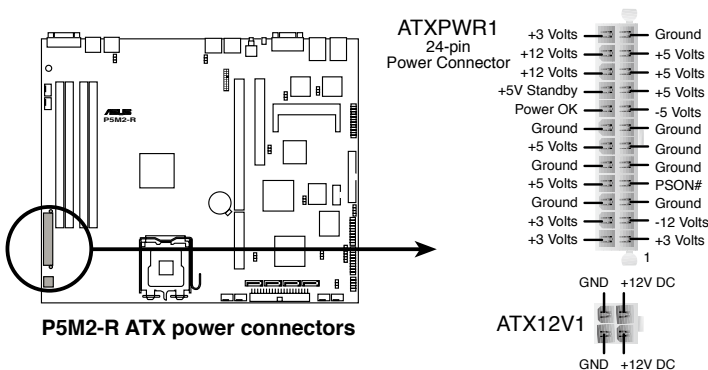 ATXPWR1
24-pin
Power Connector
+3 Volts Ground
+12 Volts +5 Volts
+12 Volts +5 Volts
+5V Standby +5 Volts
Power OK -5 Volts
Ground Ground
+5 Volts Ground
Ground Ground
+5 Volts PSON#
Ground Ground
+3 Volts -12 Volts
+3 Volts +3 Volts
1
ASUS
P5M2-R
GND +12V DC
ATX12V1
GND +12V DC
P5M2-R ATX power connectors